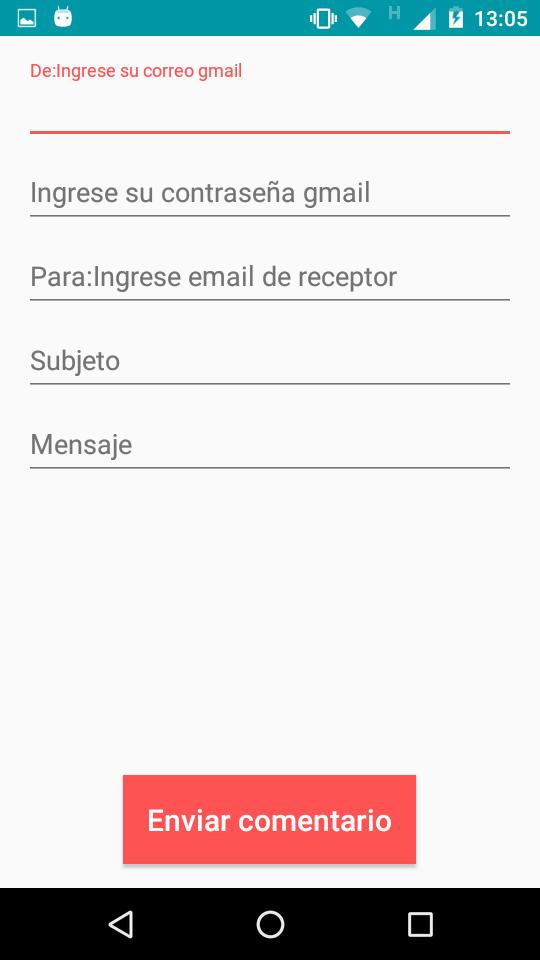 H
13:05
De:Ingrese su correo gmail
Ingrese su contraseña gmail
Para:Ingrese email de receptor
Subjeto
Mensaje
Enviar comentario